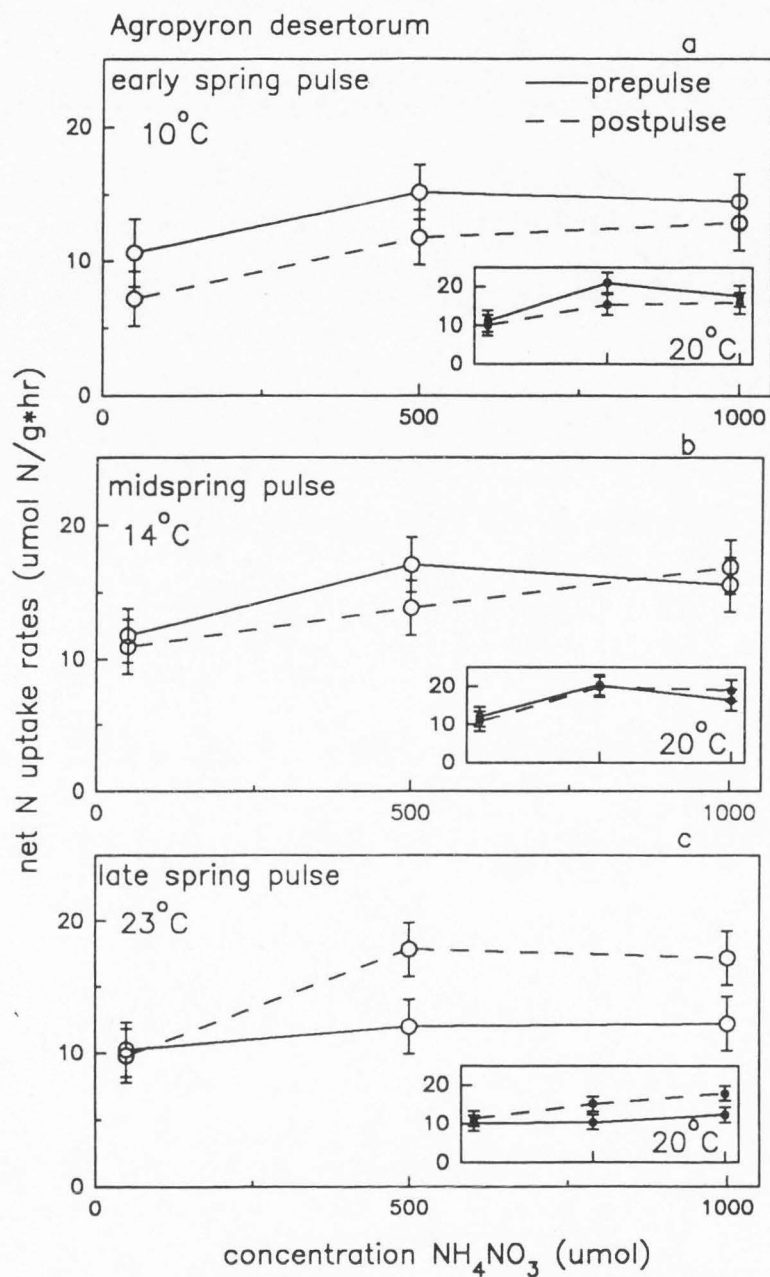 Agropyron desertorum
a
early spring pulse
10°C
prepulse
postpulse
20
10
0
20
10
0
20°C
0 500 1000
b
midspring pulse
14°C
20
10
0
20
10
0
20°C
0 500 1000
c
late spring pulse
23°C
20
10
0
20
10
0
20°C
0 500 1000
net N uptake rates (umol N/g*hr)
concentration NH₄NO₃ (umol)